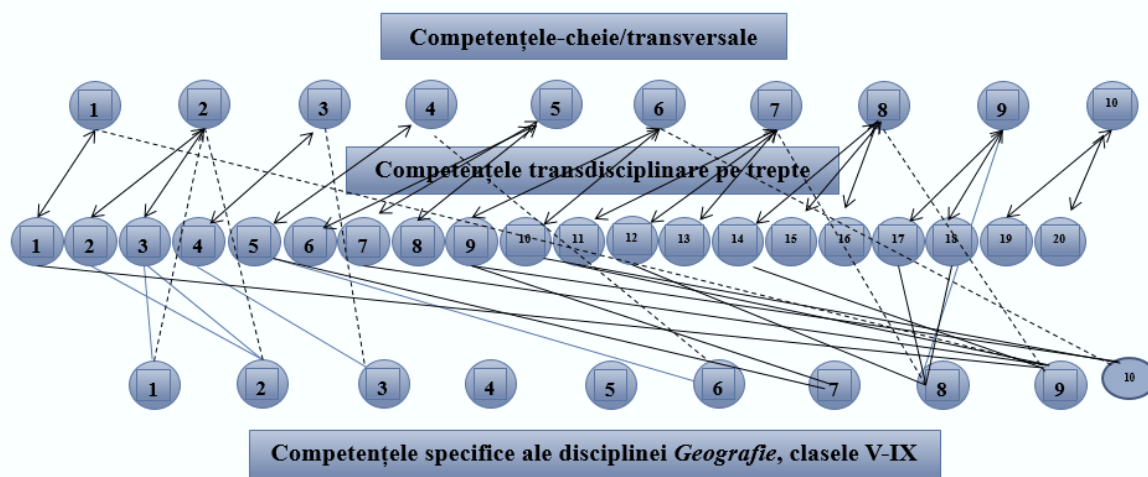 Competențele-cheie/transversale
1 2 3 4 5 6 7 8 9 10
Competențele transdisciplinare pe trepte
1 2 3 4 5 6 7 8 9 10 11 12 13 14 15 16 17 18 19 20
1 2 3 4 5 6 7 8 9 10
Competențele specifice ale disciplinei Geografie, clasele V-IX